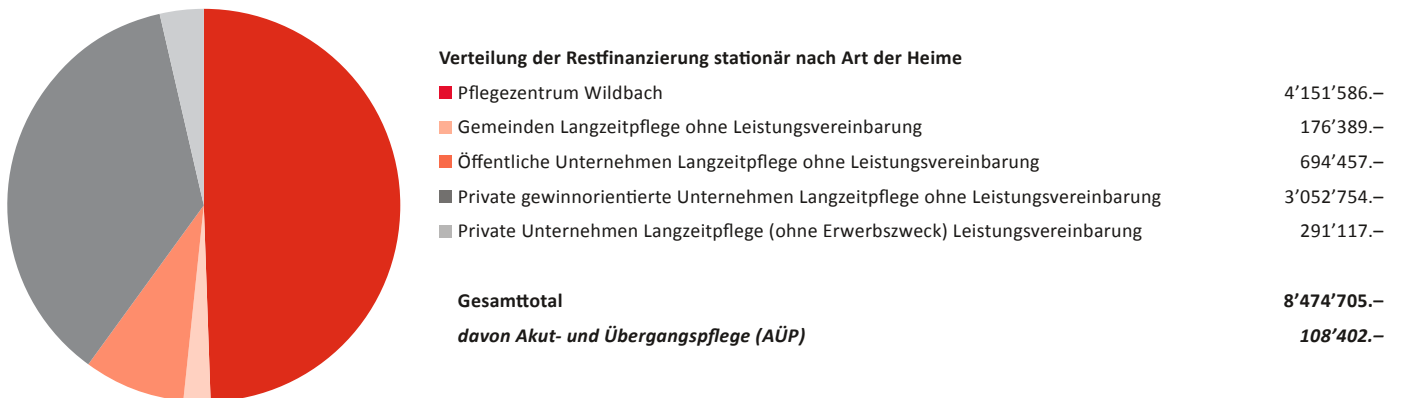 Verteilung der Restfinanzierung stationär nach Art der Heime
Pflegezentrum Wildbach 4’151’586.–
Gemeinden Langzeitpflege ohne Leistungsvereinbarung 176’389.–
Öffentliche Unternehmen Langzeitpflege ohne Leistungsvereinbarung 694’457.–
Private gewinnorientierte Unternehmen Langzeitpflege ohne Leistungsvereinbarung 3’052’754.–
Private Unternehmen Langzeitpflege (ohne Erwerbszweck) Leistungsvereinbarung 291’117.–
Gesamttotal 8’474’705.–
davon Akut- und Übergangspflege (AÜP) 108’402.–